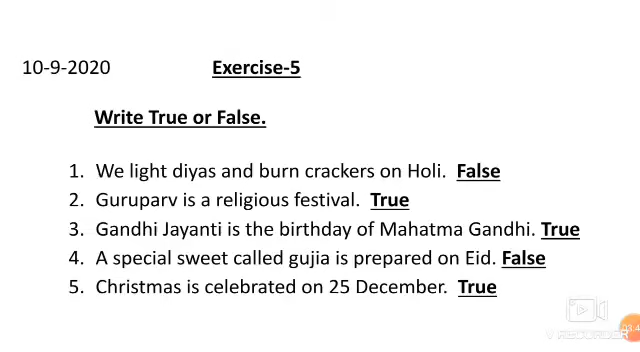 10-9-2020 Exercise-5
Write True or False.
1. We light diyas and burn crackers on Holi. False
2. Guruparv is a religious festival. True
3. Gandhi Jayanti is the birthday of Mahatma Gandhi. True
4. A special sweet called gujia is prepared on Eid. False
5. Christmas is celebrated on 25 December. True
V RECORDER